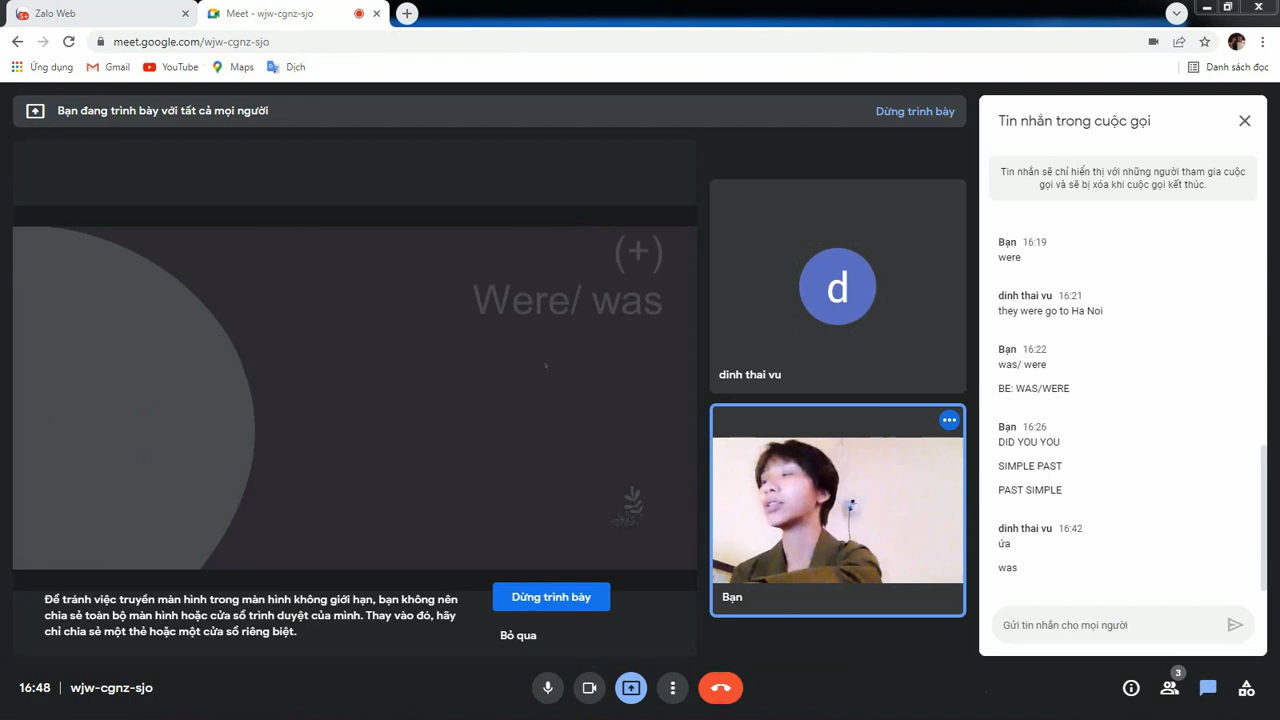 Zalo Web
Meet - wjw-cgnz-sjo
meet.google.com/wjw-cgnz-sjo
Ứng dụng
Gmail
YouTube
Maps
Dịch
Danh sách đọc
Bạn đang trình bày với tất cả mọi người
Dừng trình bày
(+)
Were/ was
Để tránh việc truyền màn hình trong màn hình không giới hạn, bạn không nên
chia sẻ toàn bộ màn hình hoặc cửa sổ trình duyệt của mình. Thay vào đó, hãy
chỉ chia sẻ một thẻ hoặc một cửa sổ riêng biệt.
Dừng trình bày
Bỏ qua
d
dinh thai vu
Bạn
Tin nhắn trong cuộc gọi
Tin nhắn sẽ chỉ hiển thị với những người tham gia cuộc
gọi và sẽ bị xóa khi cuộc gọi kết thúc.
Bạn 16:19
were
dinh thai vu 16:21
they were go to Ha Noi
Bạn 16:22
was/ were
BE: WAS/WERE
Bạn 16:26
DID YOU YOU
SIMPLE PAST
PAST SIMPLE
dinh thai vu 16:42
ứa
was
Gửi tin nhắn cho mọi người
16:48 | wjw-cgnz-sjo
3